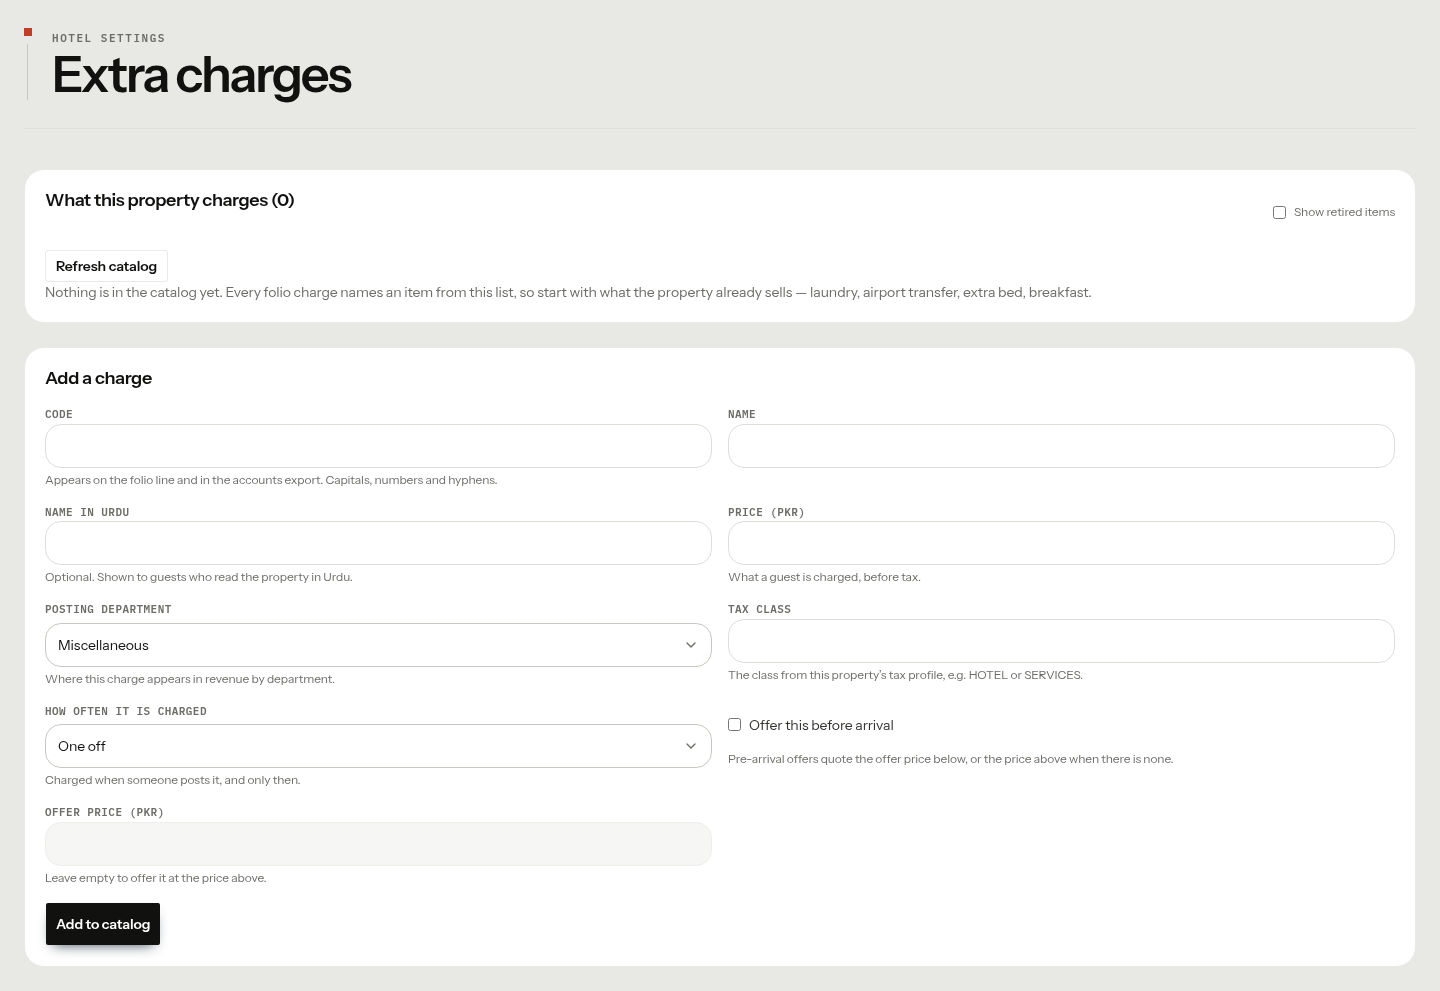 HOTEL SETTINGS
Extra charges
What this property charges (0)
Show retired items
Refresh catalog
Nothing is in the catalog yet. Every folio charge names an item from this list, so start with what the property already sells — laundry, airport transfer, extra bed, breakfast.
Add a charge
CODE
NAME
Appears on the folio line and in the accounts export. Capitals, numbers and hyphens.
NAME IN URDU
PRICE (PKR)
Optional. Shown to guests who read the property in Urdu.
What a guest is charged, before tax.
POSTING DEPARTMENT
TAX CLASS
Miscellaneous
Where this charge appears in revenue by department.
The class from this property’s tax profile, e.g. HOTEL or SERVICES.
HOW OFTEN IT IS CHARGED
Offer this before arrival
One off
Pre-arrival offers quote the offer price below, or the price above when there is none.
Charged when someone posts it, and only then.
OFFER PRICE (PKR)
Leave empty to offer it at the price above.
Add to catalog